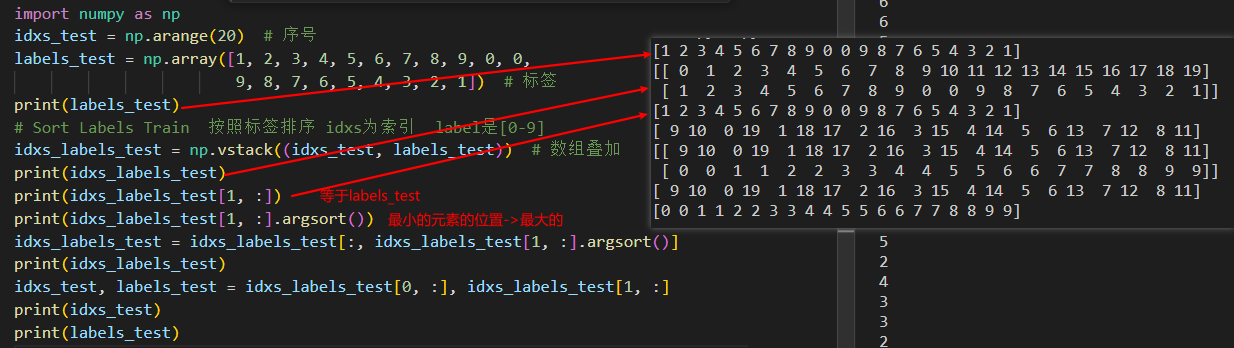 import numpy as np
idxs_test = np.arange(20)  # 序号
labels_test = np.array([1, 2, 3, 4, 5, 6, 7, 8, 9, 0, 0,
9, 8, 7, 6, 5, 4, 3, 2, 1])  # 标签
print(labels_test)
# Sort Labels Train  按照标签排序 idxs为索引  label是[0-9]
idxs_labels_test = np.vstack((idxs_test, labels_test))  # 数组叠加
print(idxs_labels_test)
print(idxs_labels_test[1, :]) 等于labels_test
print(idxs_labels_test[1, :].argsort()) 最小的元素的位置->最大的
idxs_labels_test = idxs_labels_test[:, idxs_labels_test[1, :].argsort()]
print(idxs_labels_test)
idxs_test, labels_test = idxs_labels_test[0, :], idxs_labels_test[1, :]
print(idxs_test)
print(labels_test)
[1 2 3 4 5 6 7 8 9 0 0 9 8 7 6 5 4 3 2 1]
[[ 0  1  2  3  4  5  6  7  8  9 10 11 12 13 14 15 16 17 18 19]
[ 1  2  3  4  5  6  7  8  9  0  0  9  8  7  6  5  4  3  2  1]]
[1 2 3 4 5 6 7 8 9 0 0 9 8 7 6 5 4 3 2 1]
[ 9 10  0 19  1 18 17  2 16  3 15  4 14  5  6 13  7 12  8 11]
[[ 9 10  0 19  1 18 17  2 16  3 15  4 14  5  6 13  7 12  8 11]
[ 0  0  1  1  2  2  3  3  4  4  5  5  6  6  7  7  8  8  9  9]]
[ 9 10  0 19  1 18 17  2 16  3 15  4 14  5  6 13  7 12  8 11]
[0 0 1 1 2 2 3 3 4 4 5 5 6 6 7 7 8 8 9 9]
6
6
5
2
4
3
3
2